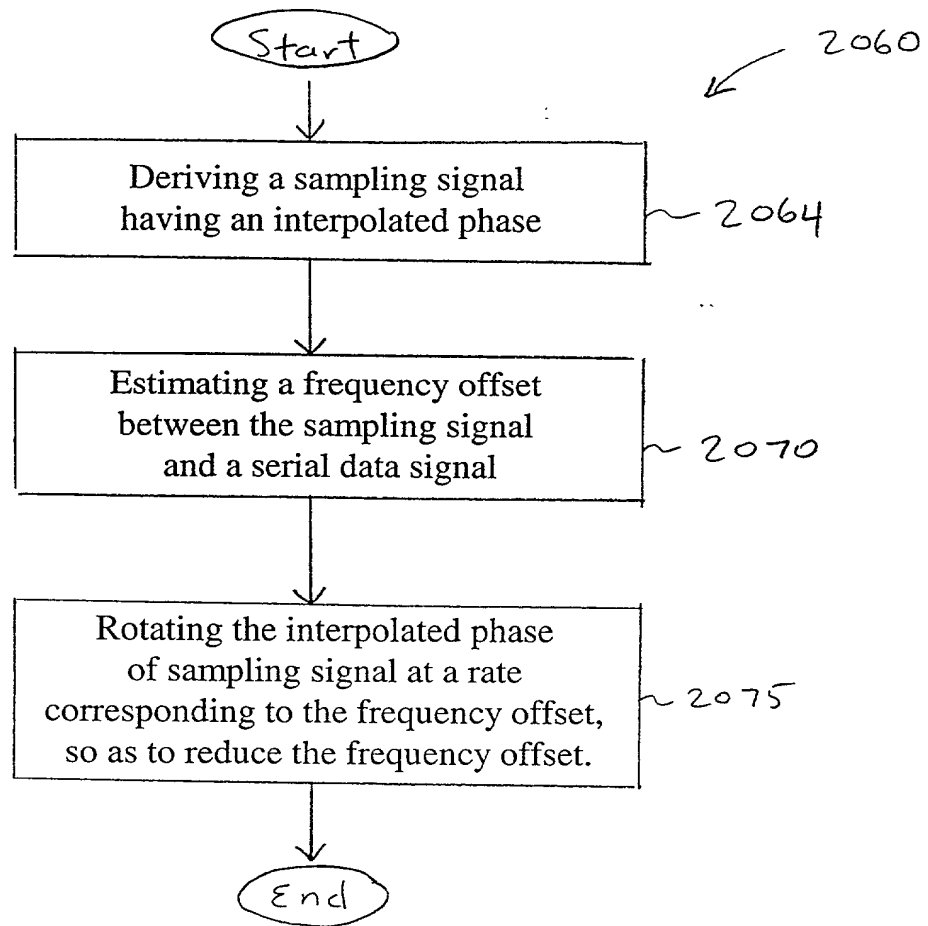 Start
2060
Deriving a sampling signal
having an interpolated phase
2064
Estimating a frequency offset
between the sampling signal
and a serial data signal
2070
Rotating the interpolated phase
of sampling signal at a rate
corresponding to the frequency offset,
so as to reduce the frequency offset.
2075
End